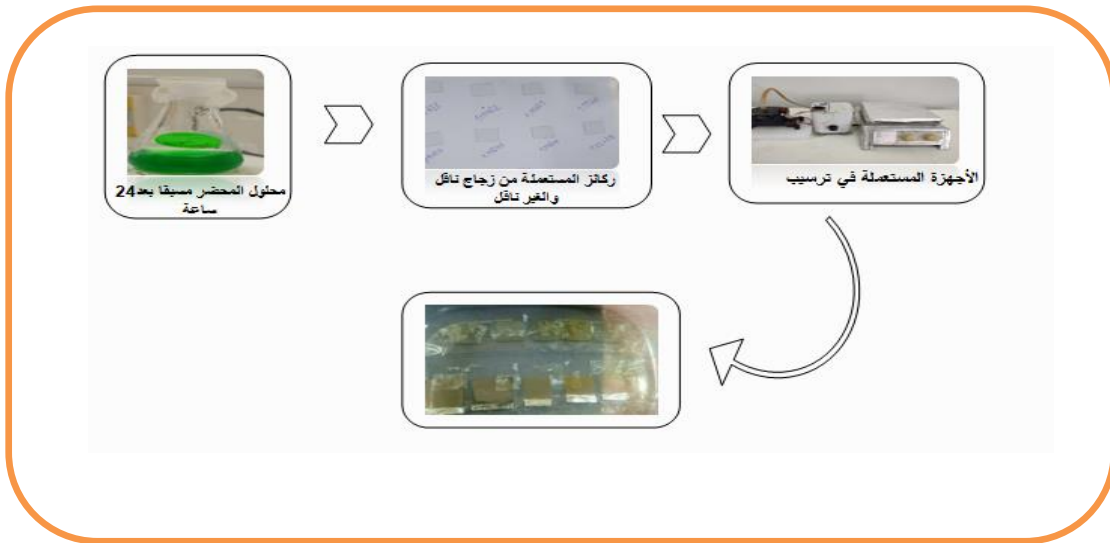 محلول المحضر مسبقا بعد24
ساعة
ركائز المستعملة من زجاج ناقل
والغير ناقل
الأجهزة المستعملة في ترسيب